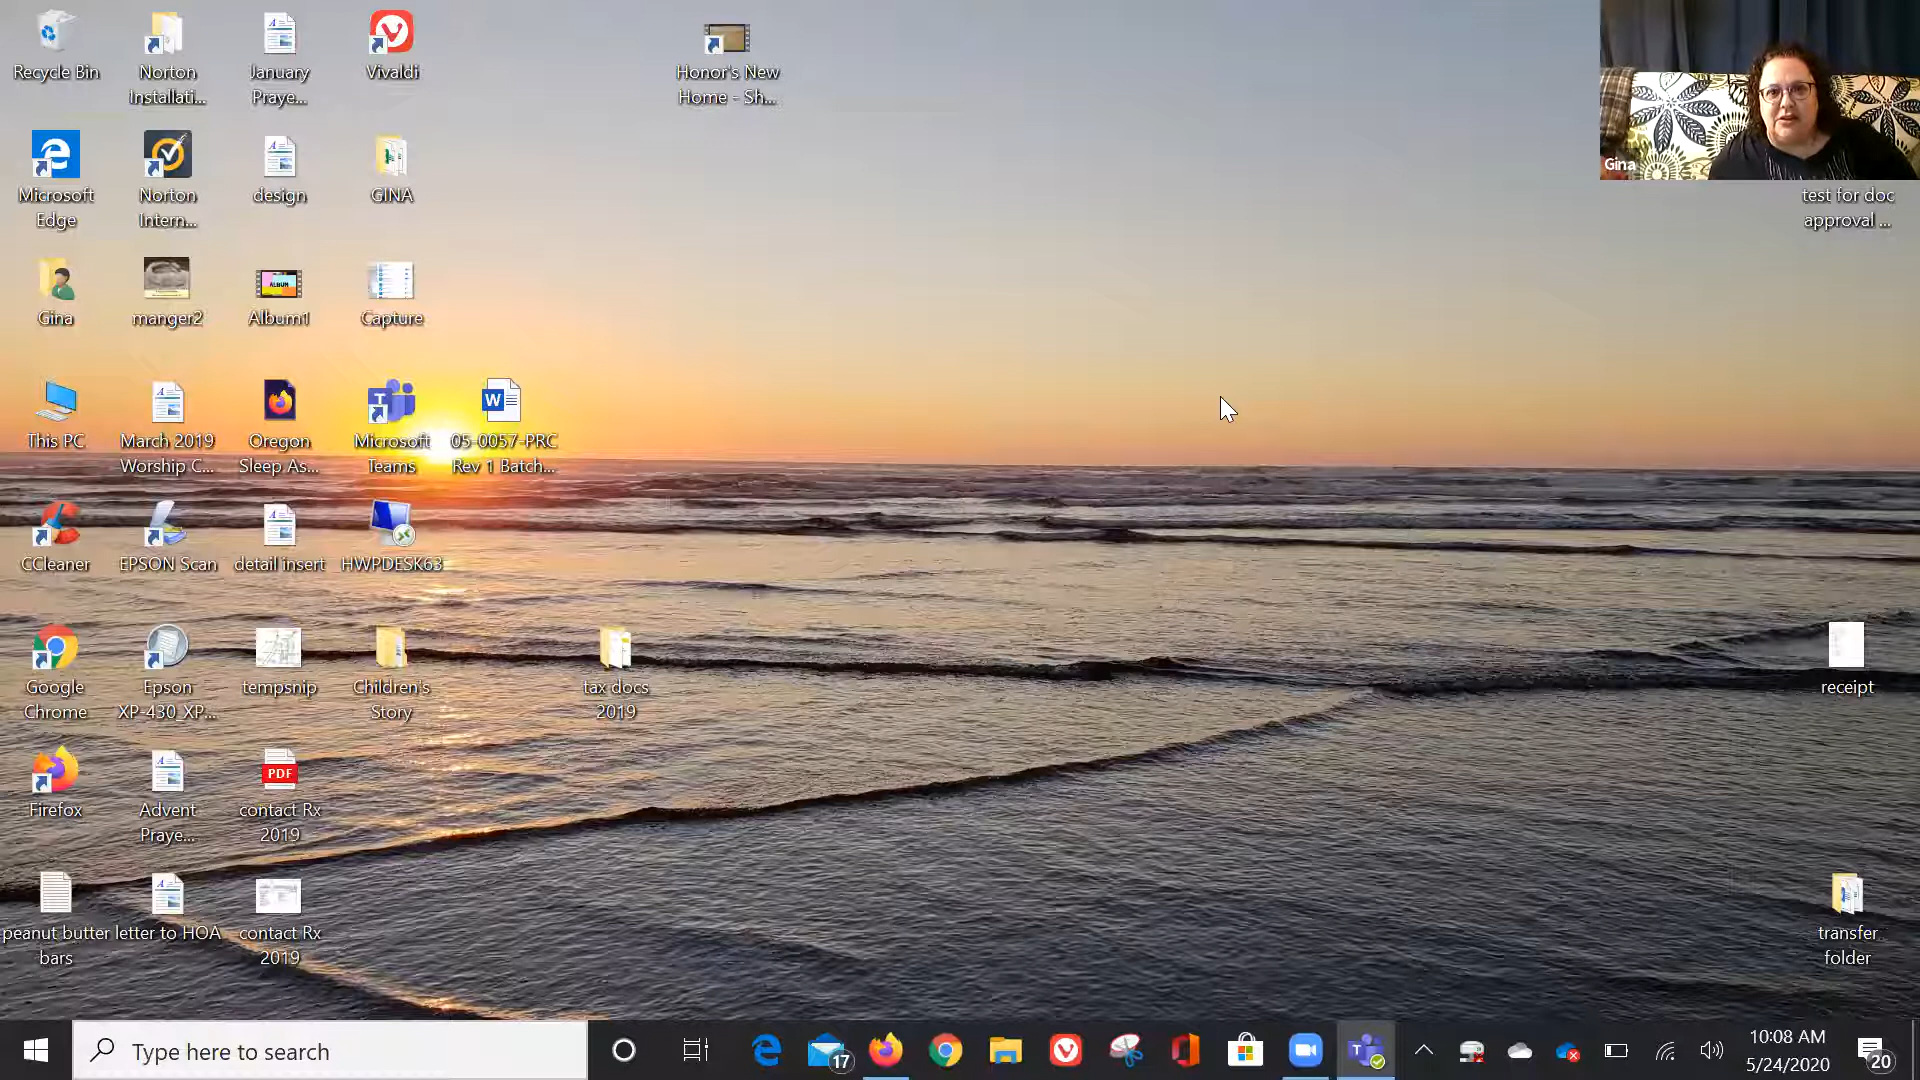 Recycle Bin
Norton
Installati...
January
Praye...
Vivaldi
Honor's New
Home - Sh...
Gina
Microsoft
Edge
Norton
Intern...
design
GINA
test for doc
approval ...
Gina
manger2
ALBUM
Album1
Capture
This PC
March 2019
Worship C...
Oregon
Sleep As...
Microsoft
Teams
05-0057-PRC
Rev 1 Batch...
CCleaner
EPSON Scan
detail insert
HWPDESK63
Google
Chrome
Epson
XP-430_XP...
tempsnip
Children's
Story
tax docs
2019
receipt
Firefox
Advent
Praye...
PDF
contact Rx
2019
peanut butter
bars
letter to HOA
contact Rx
2019
transfer
folder
Type here to search
17
10:08 AM
5/24/2020
20